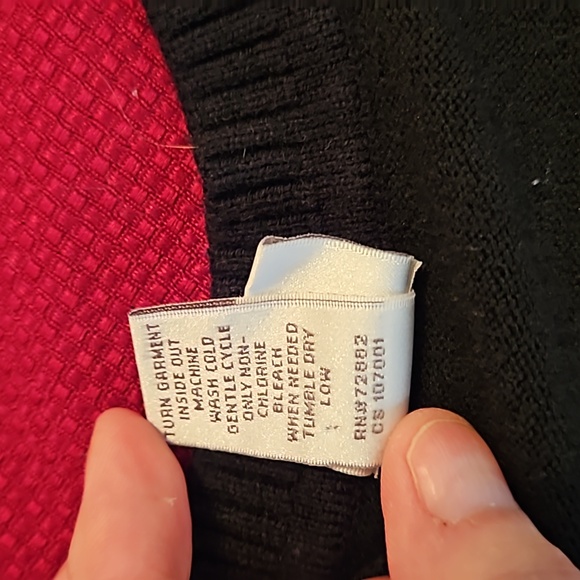 TURN GARMENT
INSIDE OUT
MACHINE
WASH COLD
GENTLE CYCLE
ONLY NON-
CHLORINE
BLEACH
WHEN NEEDED
TUMBLE DRY
LOW
RN#72882
CS 107001